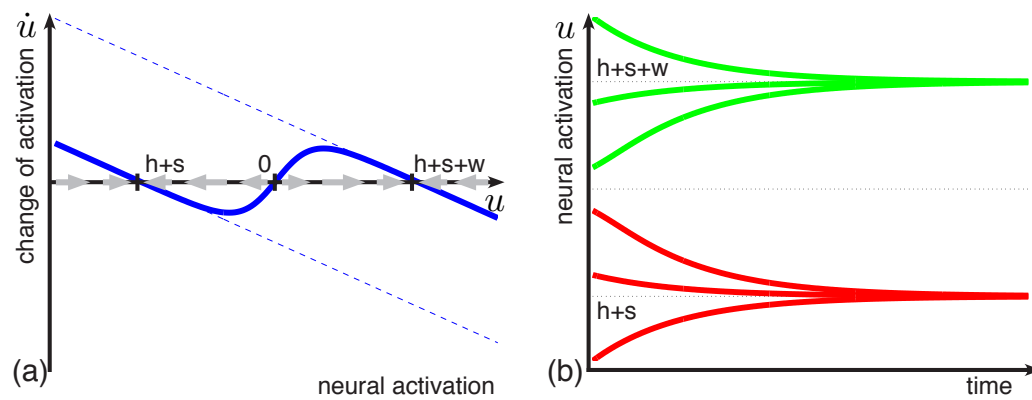 u̇
change of activation
h+s
0
h+s+w
u
neural activation
(a)
u
neural activation
h+s+w
h+s
time
(b)